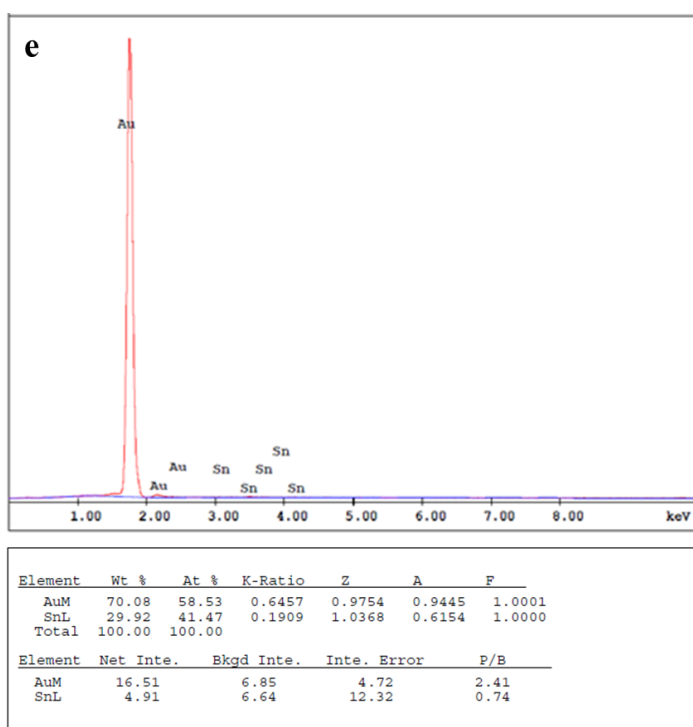 e
Au
Sn
Au Sn Sn
Au Sn Sn
1.00 2.00 3.00 4.00 5.00 6.00 7.00 8.00 keV
Element Wt % At % K-Ratio Z A F
AuM 70.08 58.53 0.6457 0.9754 0.9445 1.0001
SnL 29.92 41.47 0.1909 1.0368 0.6154 1.0000
Total 100.00 100.00
Element Net Inte. Bkgd Inte. Inte. Error P/B
AuM 16.51 6.85 4.72 2.41
SnL 4.91 6.64 12.32 0.74